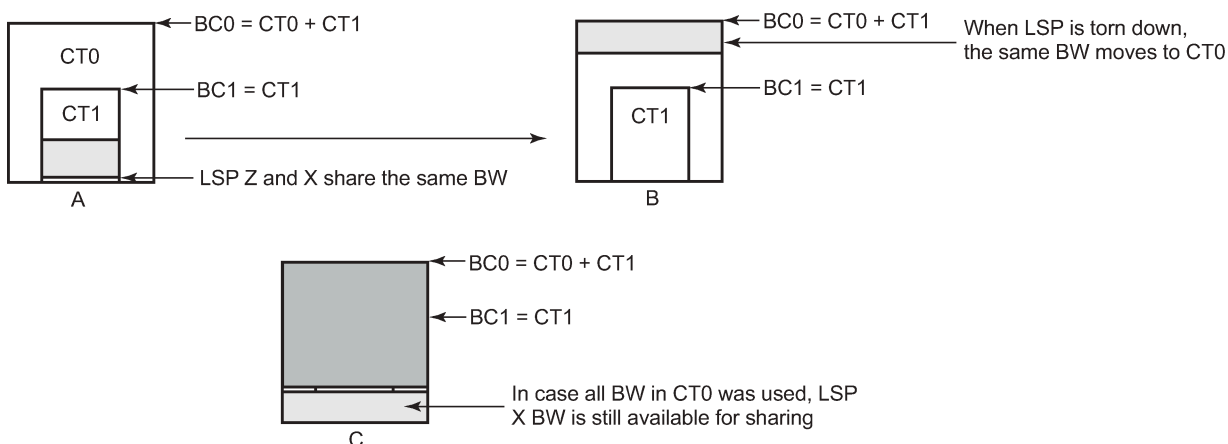 BC0 = CT0 + CT1
CT0
BC1 = CT1
CT1
LSP Z and X share the same BW
A
BC0 = CT0 + CT1
When LSP is torn down,
the same BW moves to CT0
BC1 = CT1
CT1
B
BC0 = CT0 + CT1
BC1 = CT1
In case all BW in CT0 was used, LSP
X BW is still available for sharing
C